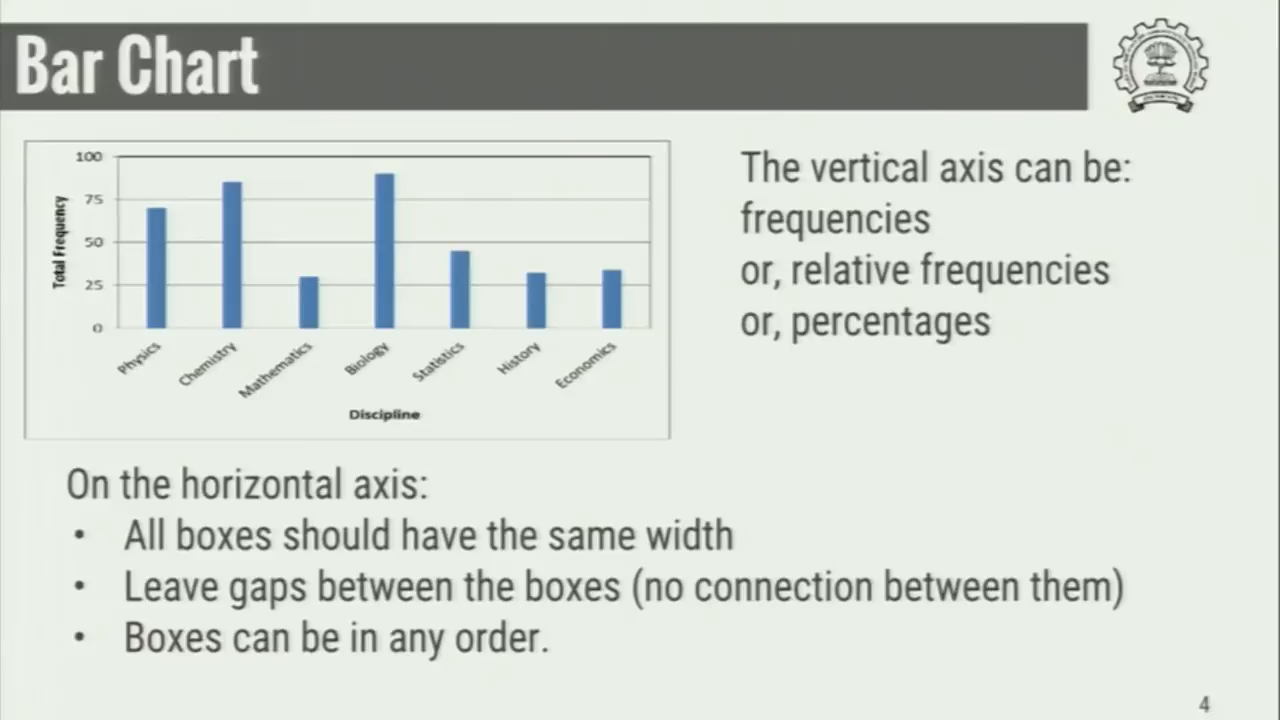 Bar Chart
100
75
50
25
0
Total Frequency
Physics
Chemistry
Mathematics
Biology
Statistics
History
Economics
Discipline
The vertical axis can be:
frequencies
or, relative frequencies
or, percentages
On the horizontal axis:
• All boxes should have the same width
• Leave gaps between the boxes (no connection between them)
• Boxes can be in any order.
4